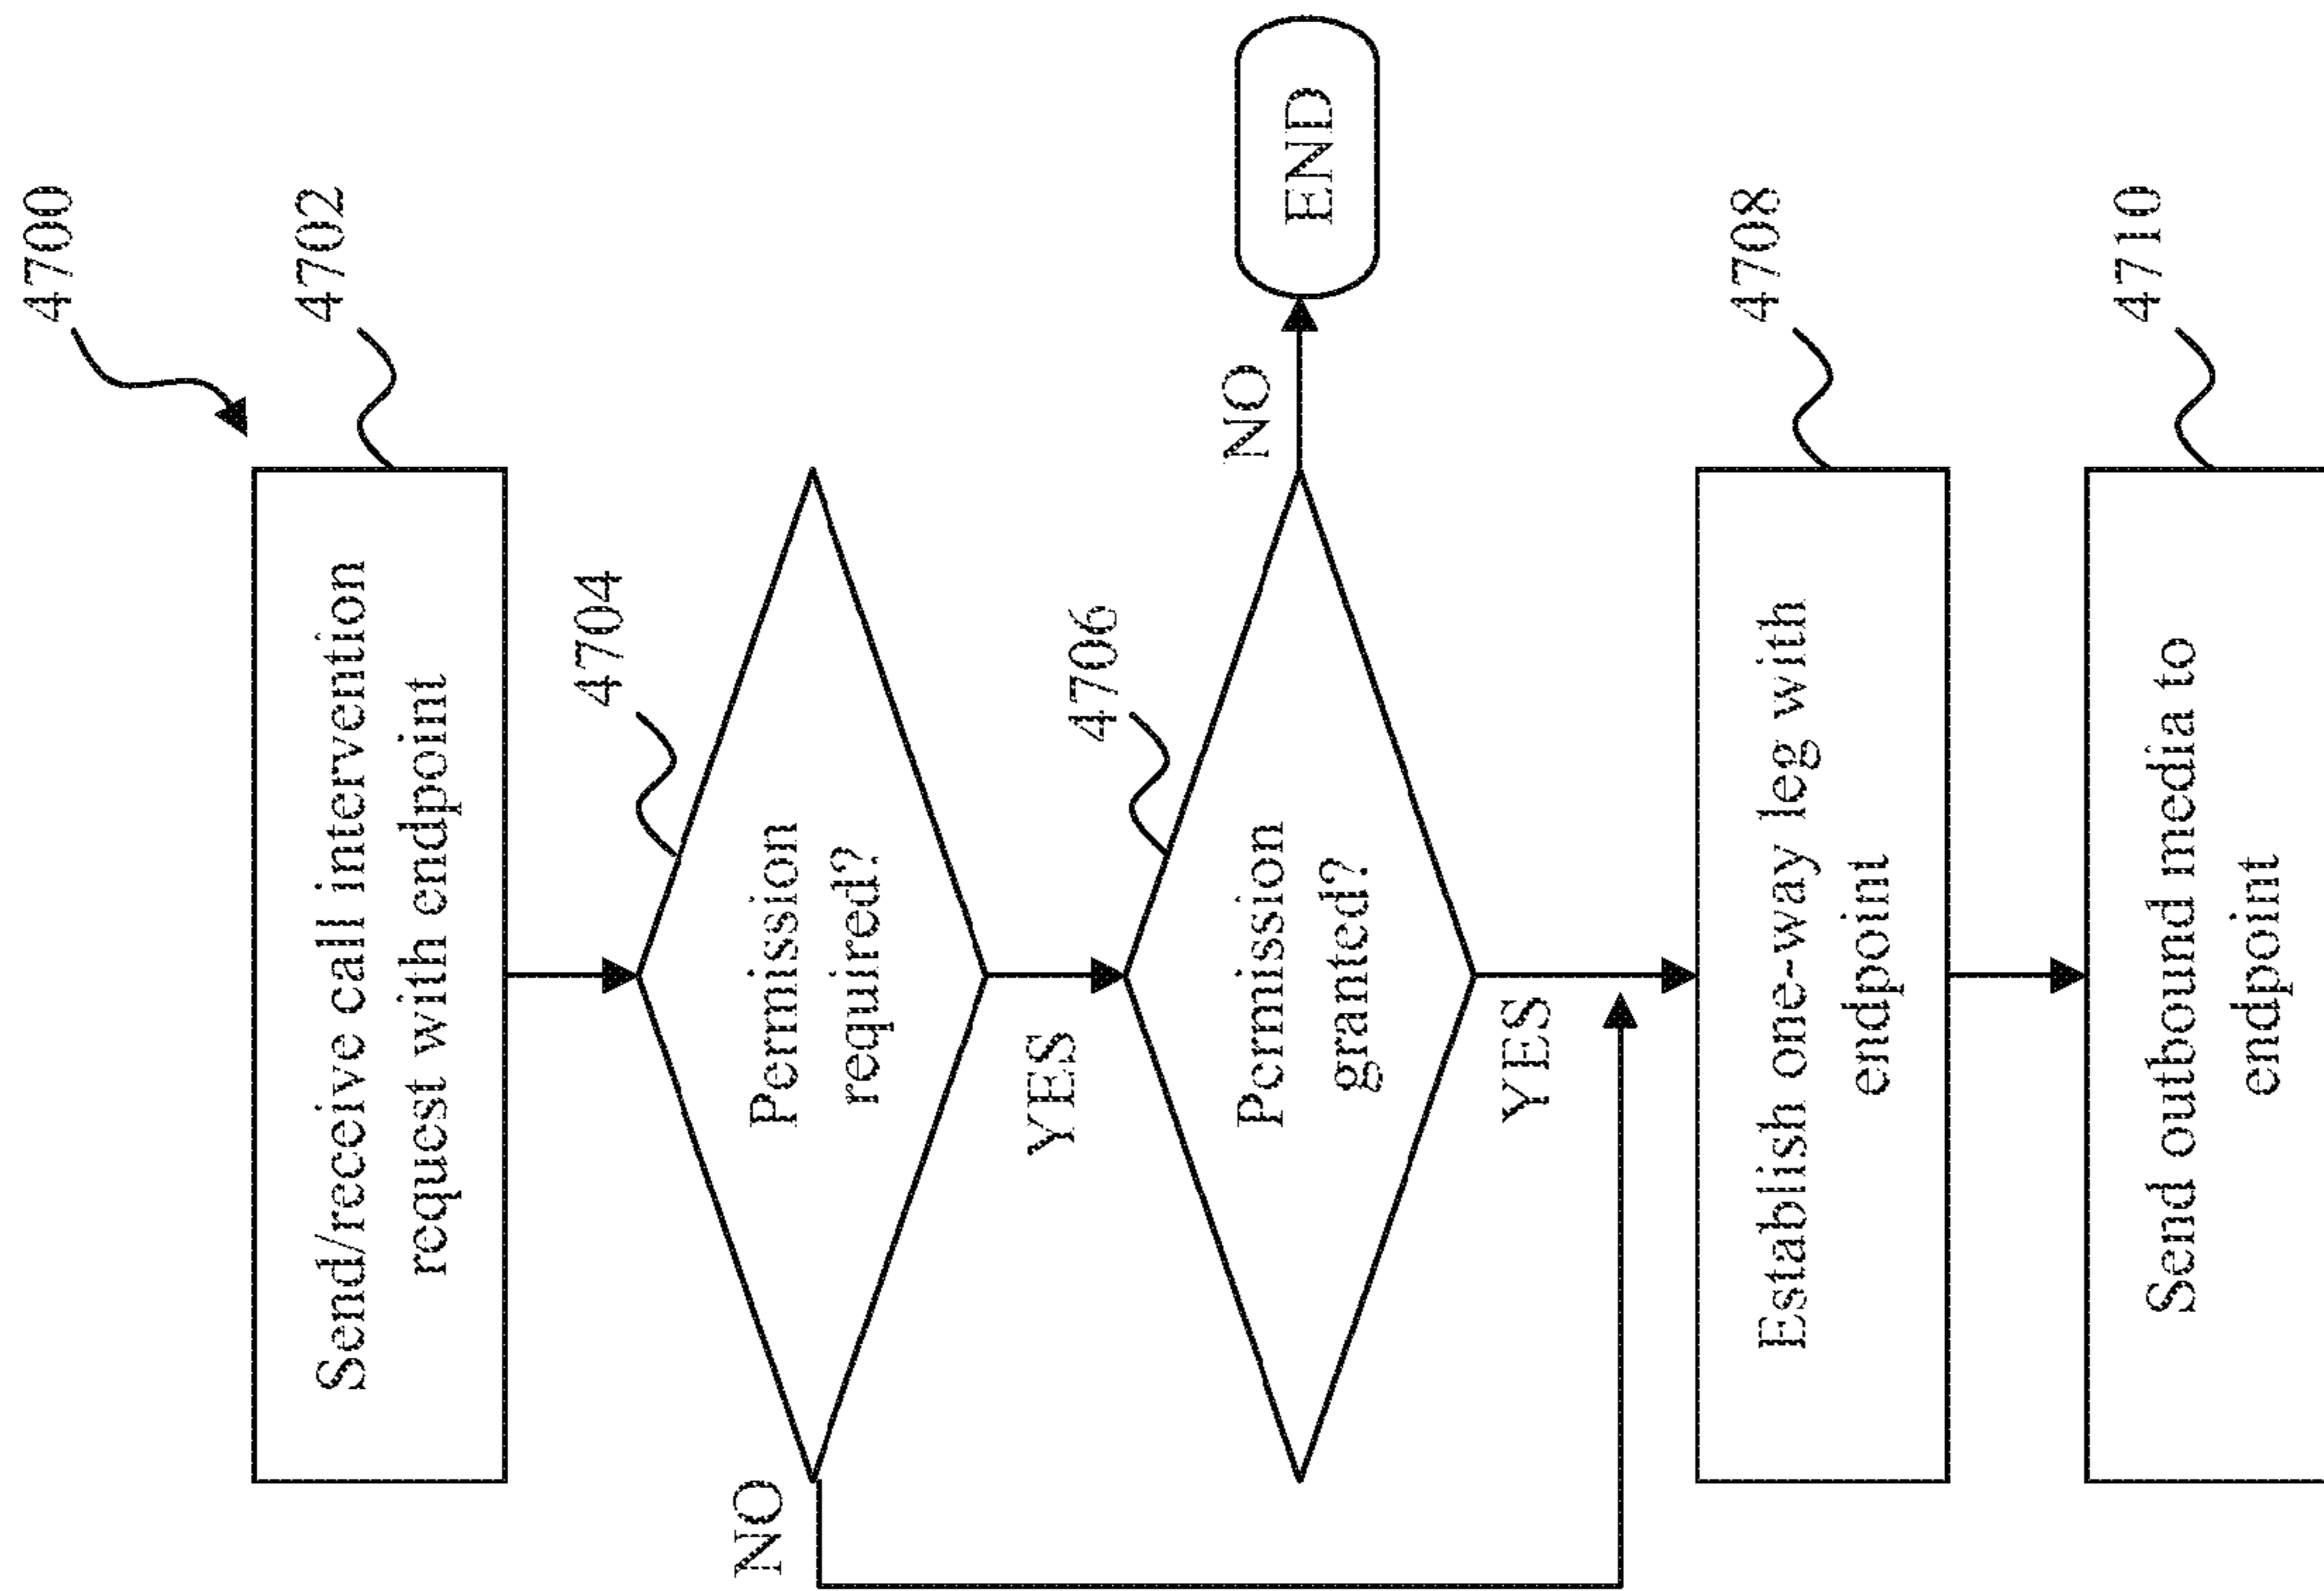 4700
Send/receive call intervention
request with endpoint
4702
4704
Permission
required?
NO
YES
4706
Permission
granted?
NO
END
YES
Establish one-way leg with
endpoint
4708
Send outbound media to
endpoint
4710